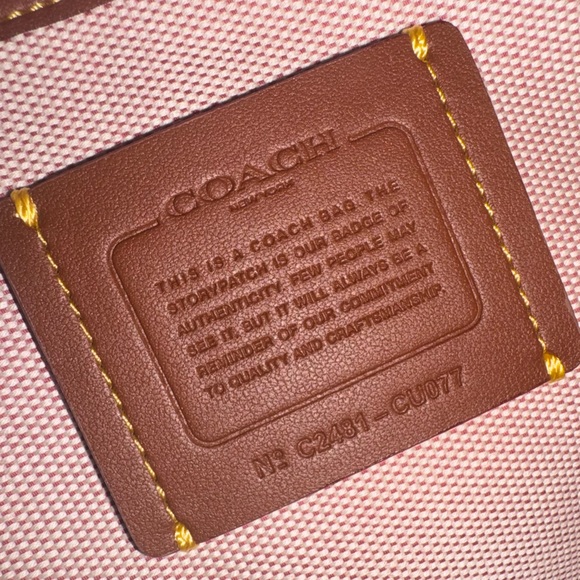 COACH
NEW YORK
THIS IS A COACH BAG. THE
STORYPATCH IS OUR BADGE OF
AUTHENTICITY. FEW PEOPLE MAY
SEE IT, BUT IT WILL ALWAYS BE A
REMINDER OF OUR COMMITMENT
TO QUALITY AND CRAFTSMANSHIP.
Nº C2481-CU077